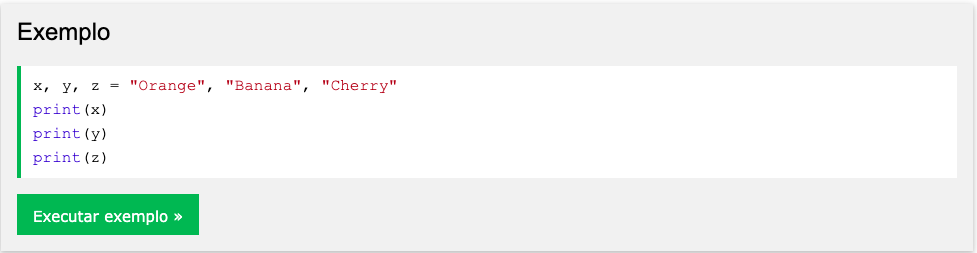 Exemplo
x, y, z = "Orange", "Banana", "Cherry"
print(x)
print(y)
print(z)
Executar exemplo »